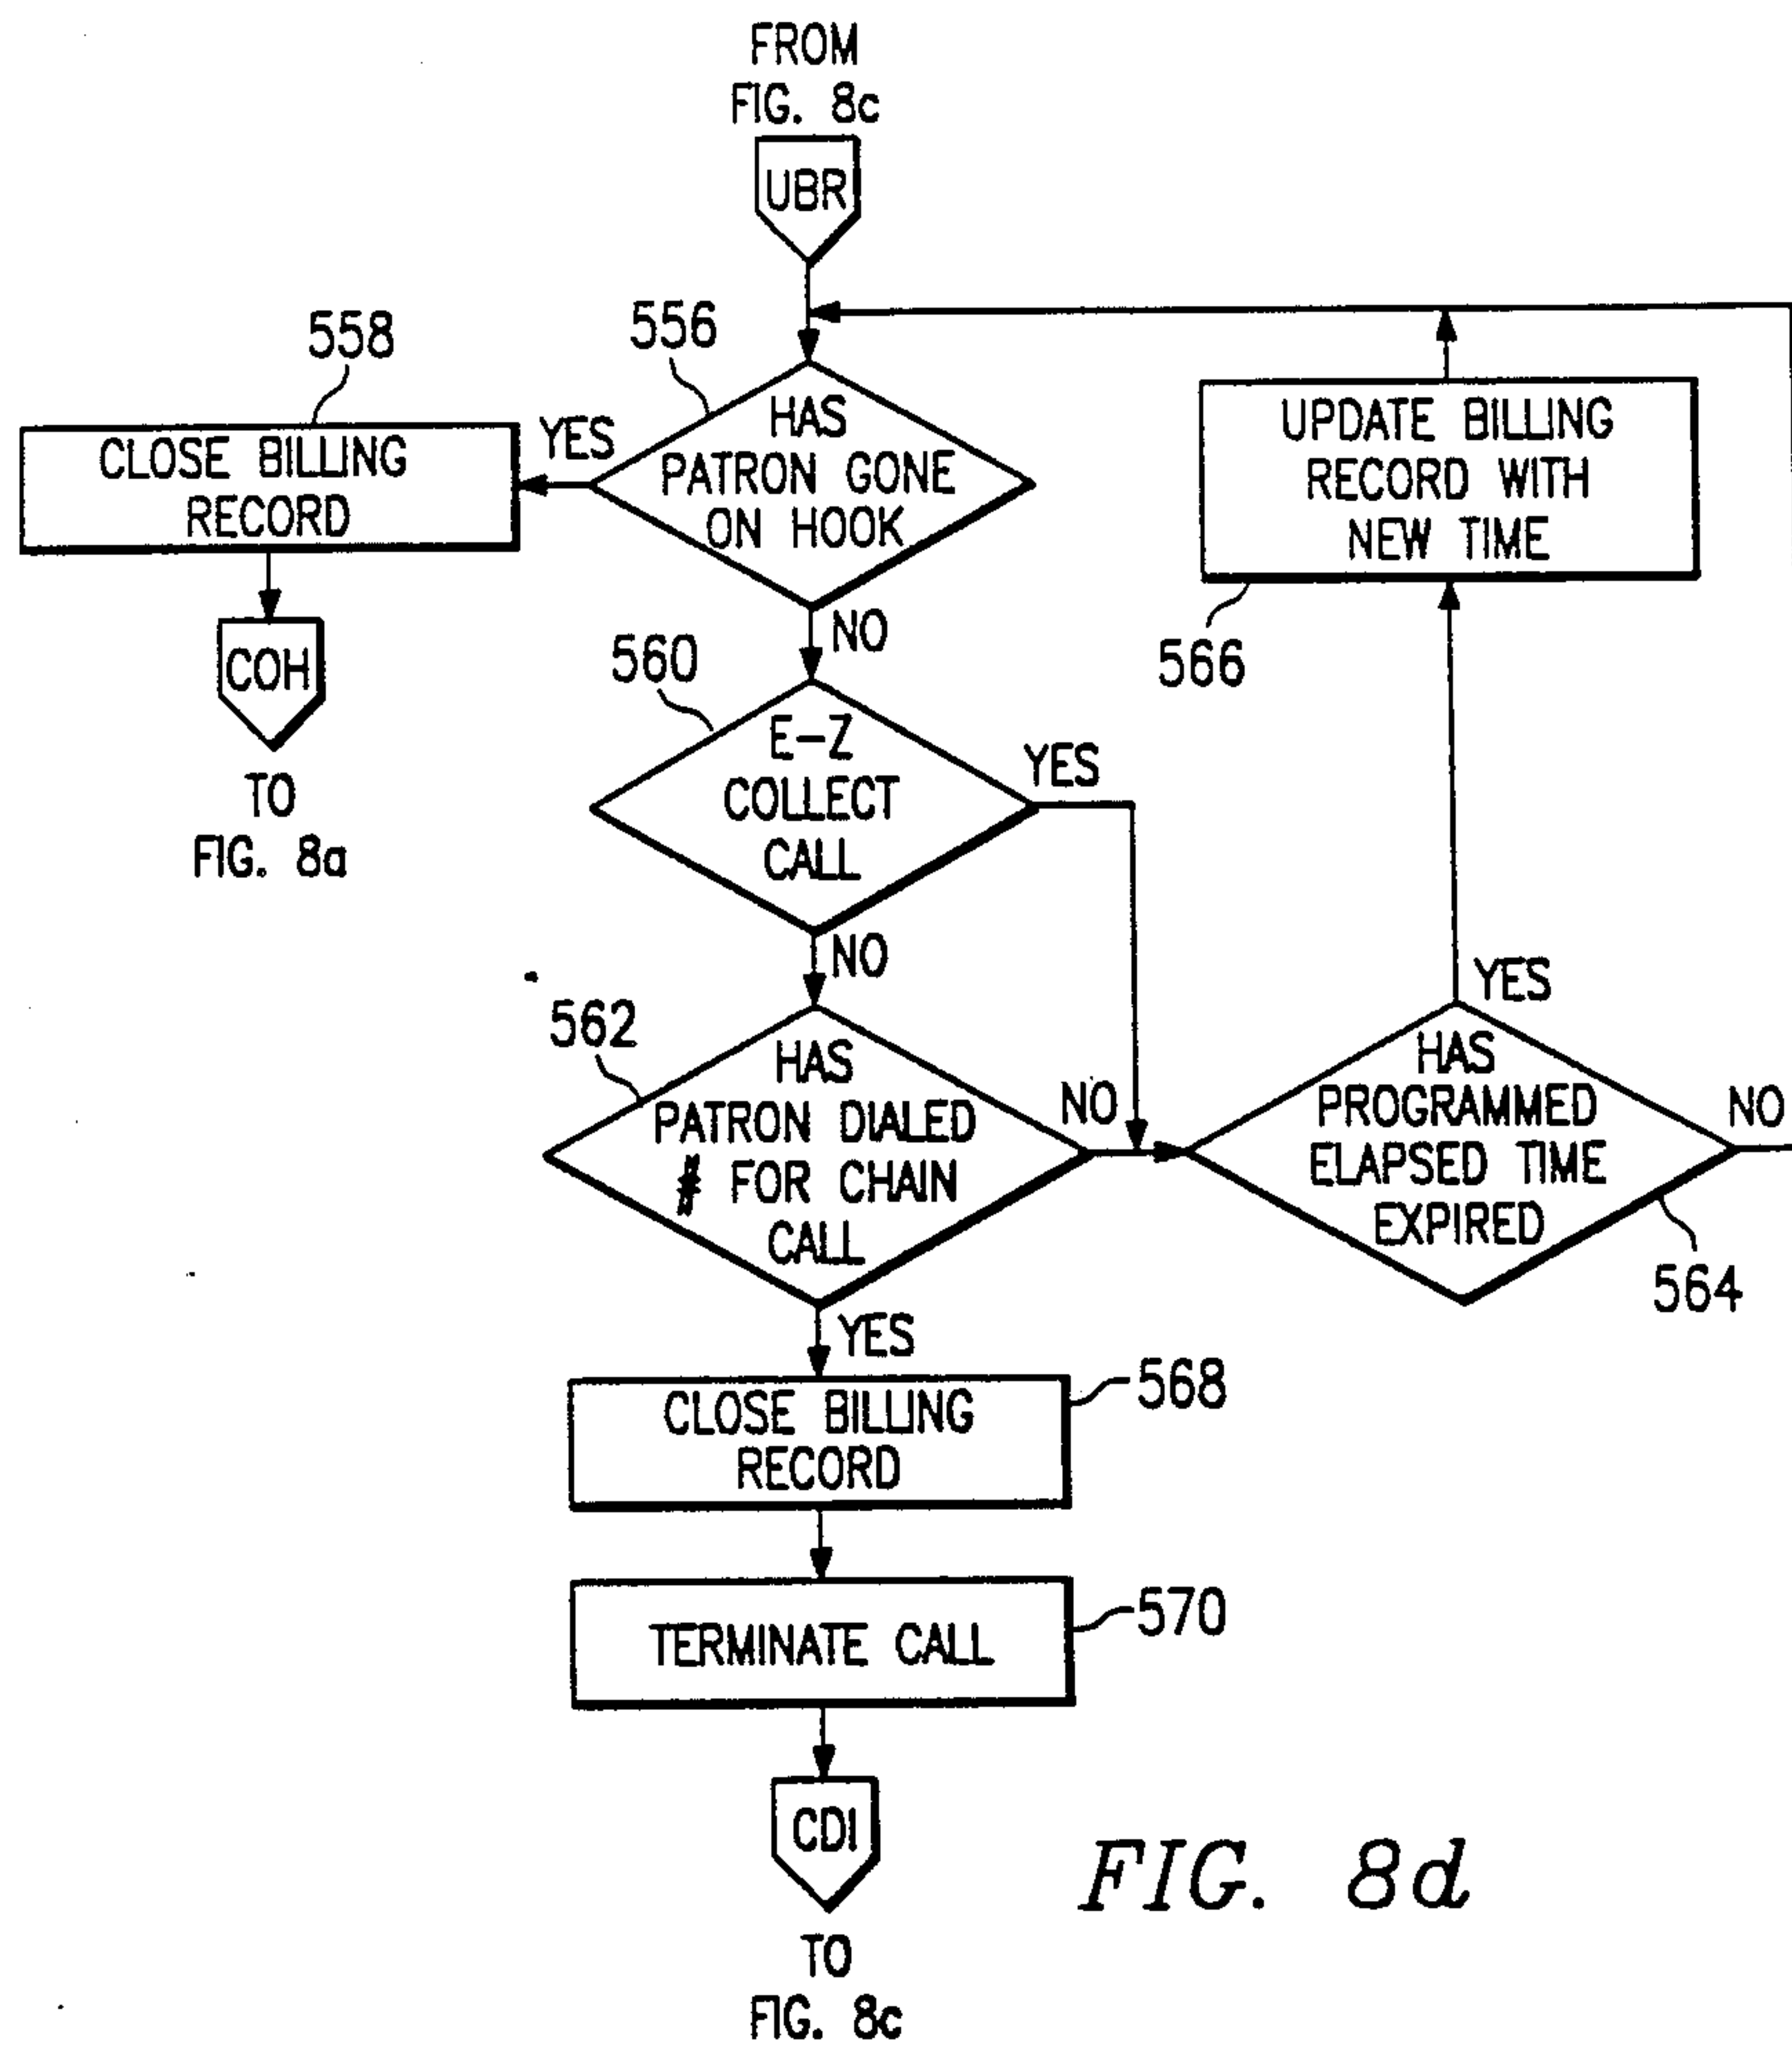 FROM
FIG. 8c
UBR
558
556
YES
CLOSE BILLING
RECORD
HAS
PATRON GONE
ON HOOK
UPDATE BILLING
RECORD WITH
NEW TIME
566
NO
COH
TO
FIG. 8a
560
E-Z
COLLECT
CALL
YES
NO
562
HAS
PATRON DIALED
# FOR CHAIN
CALL
NO
YES
HAS
PROGRAMMED
ELAPSED TIME
EXPIRED
NO
564
YES
CLOSE BILLING
RECORD
568
TERMINATE CALL
570
CDI
TO
FIG. 8c
FIG. 8d